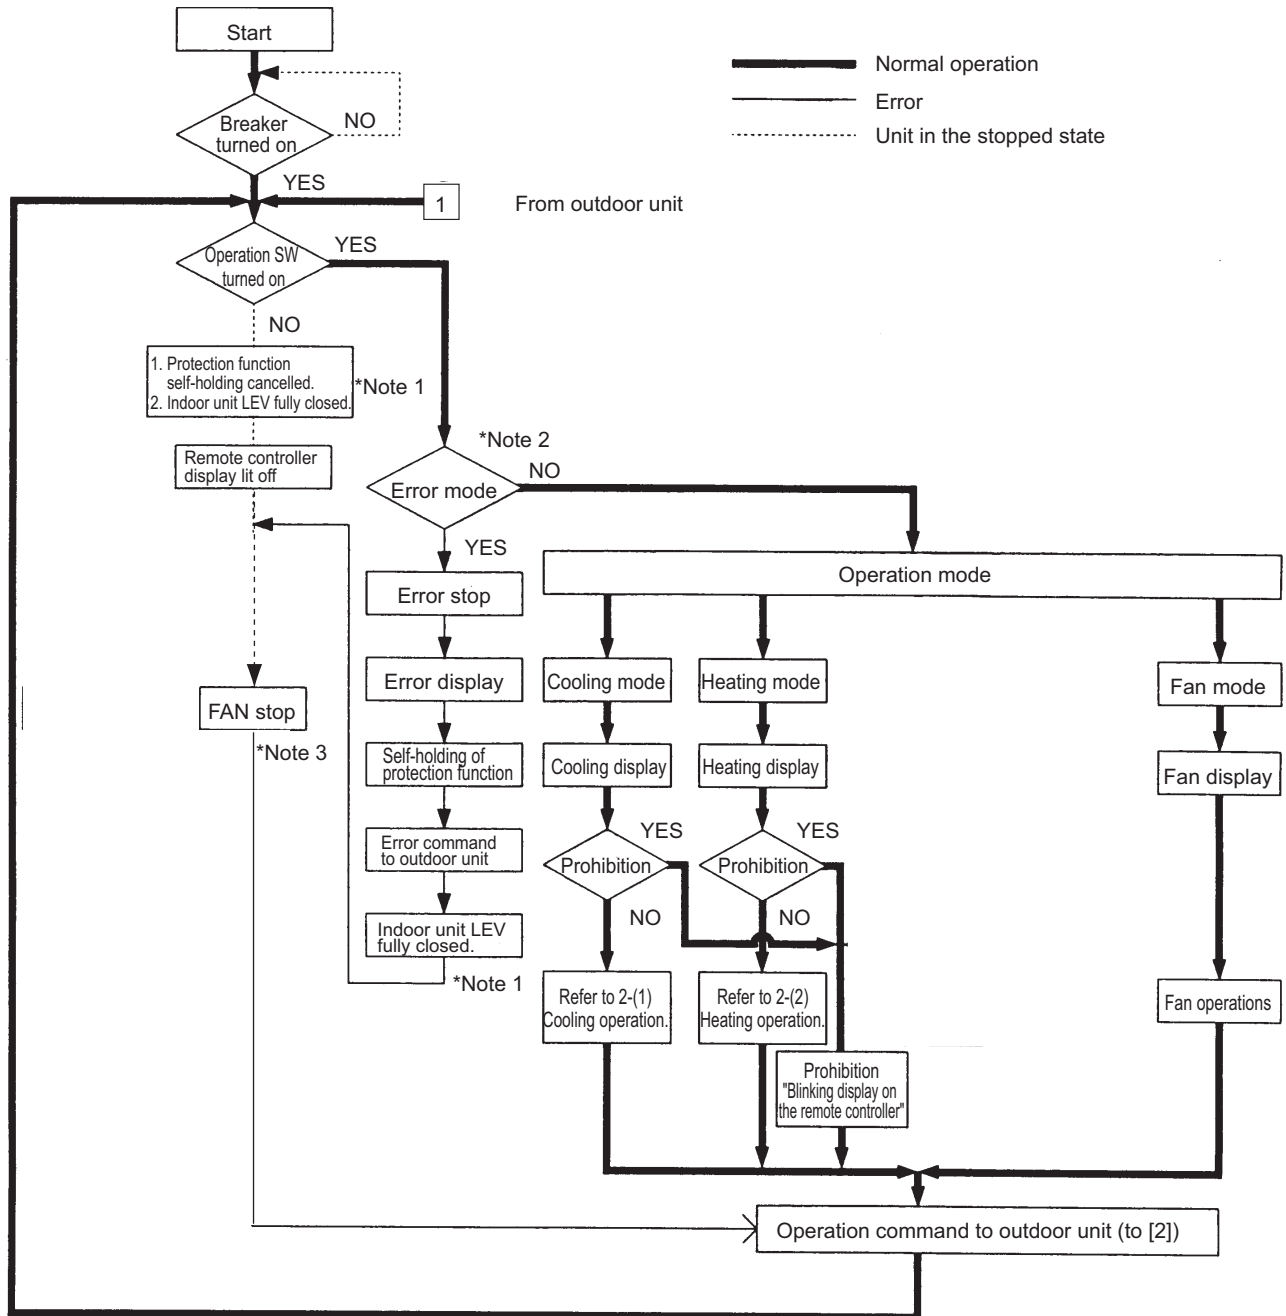 Start
Normal operation
Error
Unit in the stopped state
Breaker
turned on
NO
YES
1
From outdoor unit
Operation SW
turned on
YES
NO
1. Protection function
self-holding cancelled.
2. Indoor unit LEV fully closed.
*Note 1
Remote controller
display lit off
*Note 2
Error mode
NO
YES
Error stop
Operation mode
Error display
Cooling mode
Heating mode
Fan mode
FAN stop
*Note 3
Self-holding of
protection function
Cooling display
Heating display
Fan display
Error command
to outdoor unit
Prohibition
YES
NO
Prohibition
YES
NO
Indoor unit LEV
fully closed.
*Note 1
Refer to 2-(1)
Cooling operation.
Refer to 2-(2)
Heating operation.
Fan operations
Prohibition
"Blinking display on
the remote controller"
Operation command to outdoor unit (to [2])